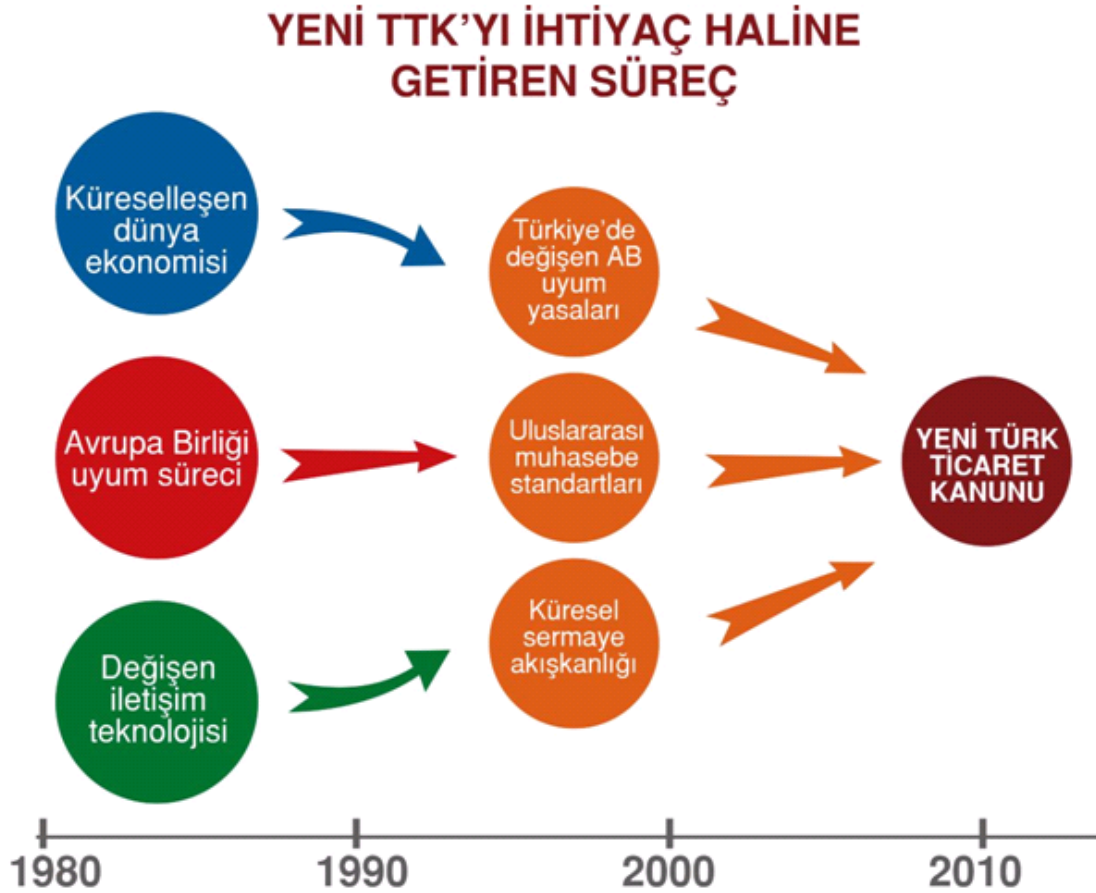 YENİ TTK'YI İHTİYAÇ HALİNE
GETİREN SÜREÇ
Küreselleşen
dünya
ekonomisi
Avrupa Birliği
uyum süreci
Değişen
iletişim
teknolojisi
Türkiye'de
değişen AB
uyum
yasaları
Uluslararası
muhasebe
standartları
Küresel
sermaye
akışkanlığı
YENİ TÜRK
TİCARET
KANUNU
1980
1990
2000
2010